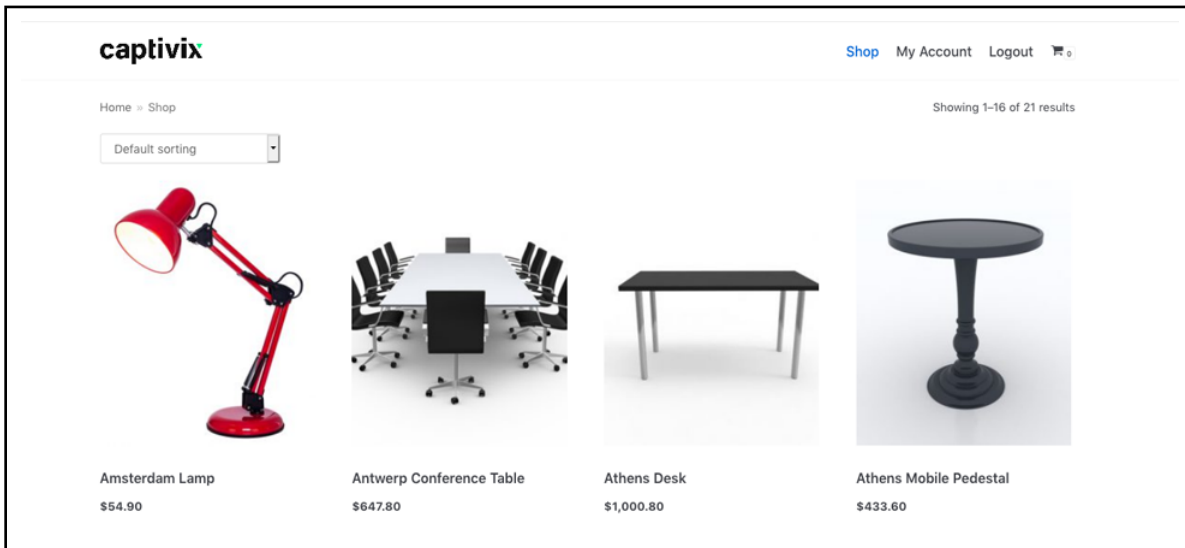 captivix
Shop My Account Logout 0
Home » Shop
Showing 1–16 of 21 results
Default sorting
Amsterdam Lamp
Antwerp Conference Table
Athens Desk
Athens Mobile Pedestal
$54.90
$647.80
$1,000.80
$433.60